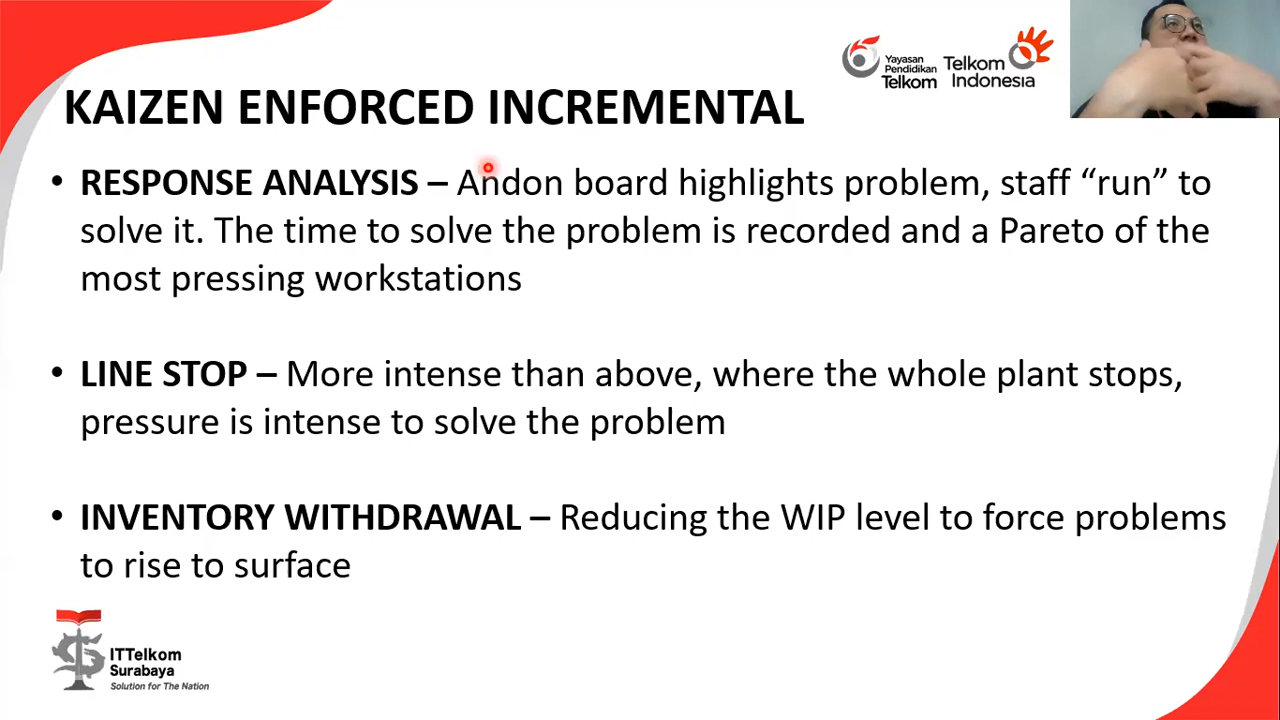 Yayasan
Pendidikan
Telkom
Telkom
Indonesia
KAIZEN ENFORCED INCREMENTAL
• RESPONSE ANALYSIS – Andon board highlights problem, staff “run” to
solve it. The time to solve the problem is recorded and a Pareto of the
most pressing workstations
• LINE STOP – More intense than above, where the whole plant stops,
pressure is intense to solve the problem
• INVENTORY WITHDRAWAL – Reducing the WIP level to force problems
to rise to surface
ITTelkom
Surabaya
Solution for The Nation